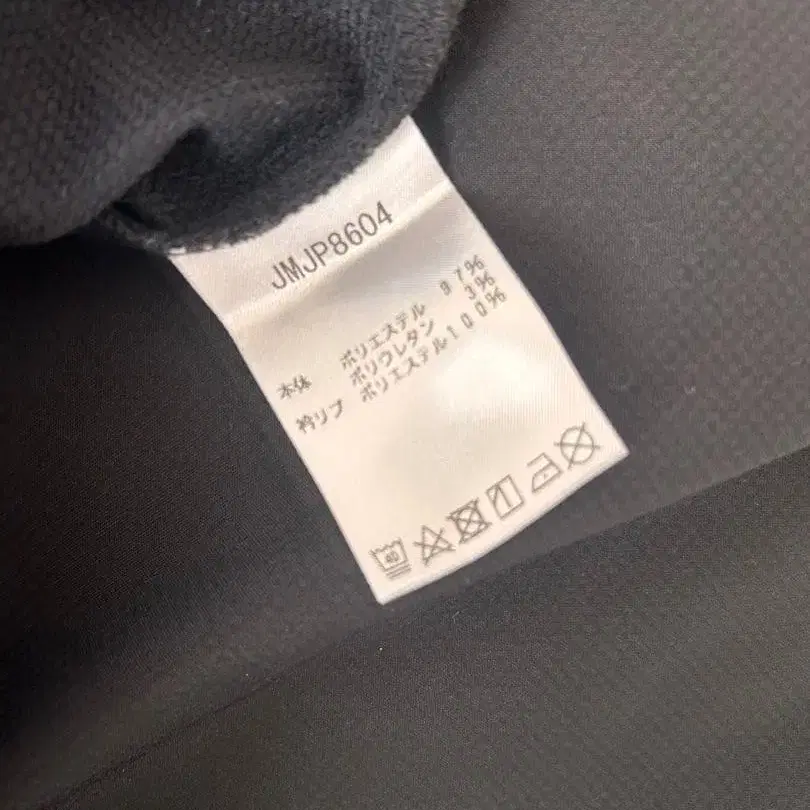 JMJP8604
本体 ポリエステル 97%
ポリウレタン 3%
衿リブ ポリエステル100%
40